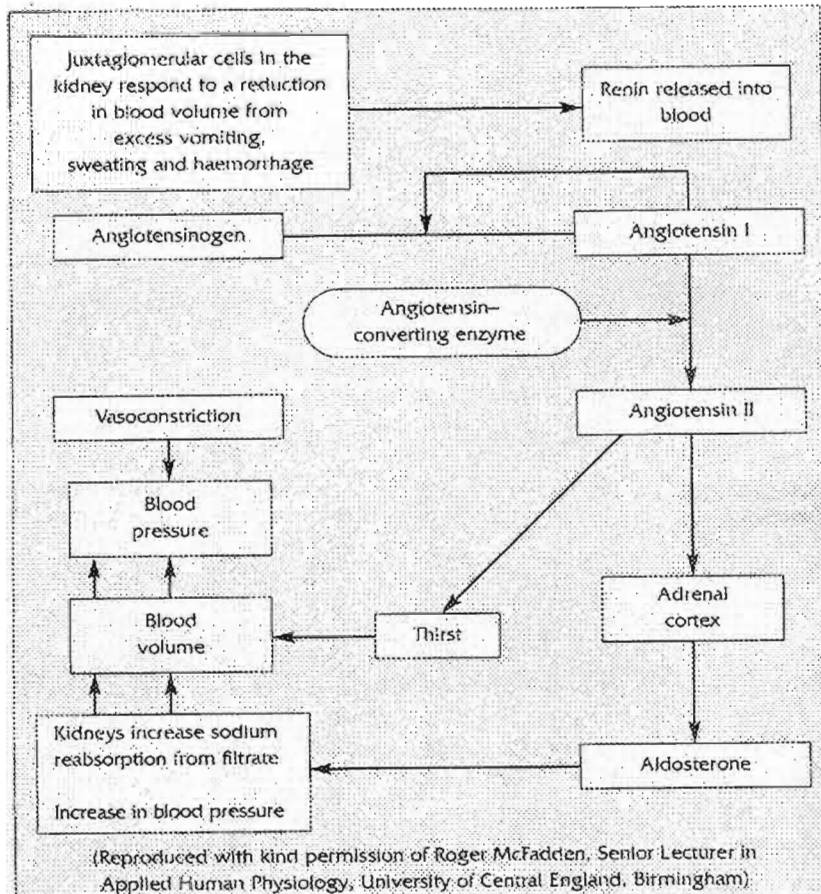 Juxtaglomerular cells in the
kidney respond to a reduction
in blood volume from
excess vomiting,
sweating and haemorrhage
Renin released into
blood
Angiotensinogen
Angiotensin I
Angiotensin–
converting enzyme
Vasoconstriction
Angiotensin II
Blood
pressure
Adrenal
cortex
Blood
volume
Thirst
Kidneys increase sodium
reabsorption from filtrate
Increase in blood pressure
Aldosterone
(Reproduced with kind permission of Roger McFadden, Senior Lecturer in
Applied Human Physiology, University of Central England, Birmingham)